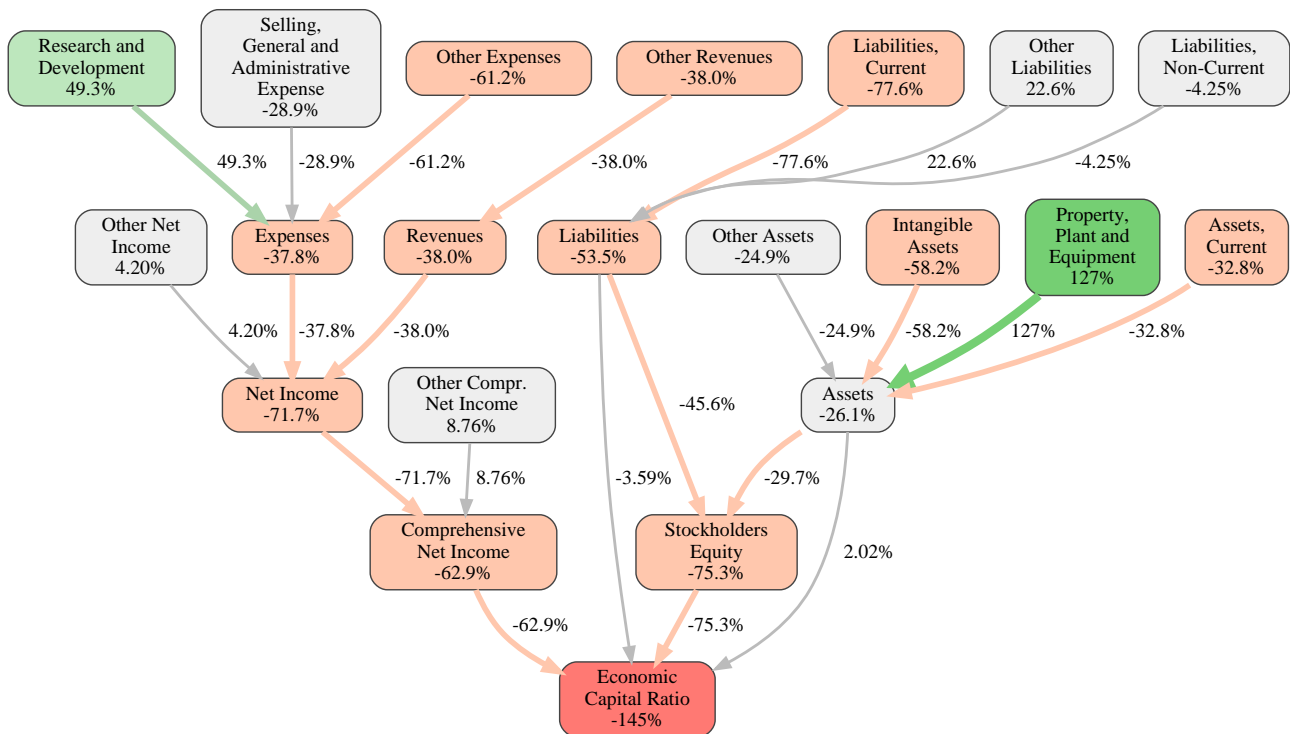 Research and
Development
49.3%
Selling,
General and
Administrative
Expense
-28.9%
Other Expenses
-61.2%
Other Revenues
-38.0%
Liabilities,
Current
-77.6%
Other
Liabilities
22.6%
Liabilities,
Non-Current
-4.25%
49.3%
-28.9%
-61.2%
-38.0%
-77.6%
22.6%
-4.25%
Other Net
Income
4.20%
Expenses
-37.8%
Revenues
-38.0%
Liabilities
-53.5%
Other Assets
-24.9%
Intangible
Assets
-58.2%
Property,
Plant and
Equipment
127%
Assets,
Current
-32.8%
4.20%
-37.8%
-38.0%
-24.9%
-58.2%
127%
-32.8%
Net Income
-71.7%
Other Compr.
Net Income
8.76%
-45.6%
Assets
-26.1%
-71.7%
8.76%
-3.59%
-29.7%
Comprehensive
Net Income
-62.9%
Stockholders
Equity
-75.3%
2.02%
-62.9%
-75.3%
Economic
Capital Ratio
-145%